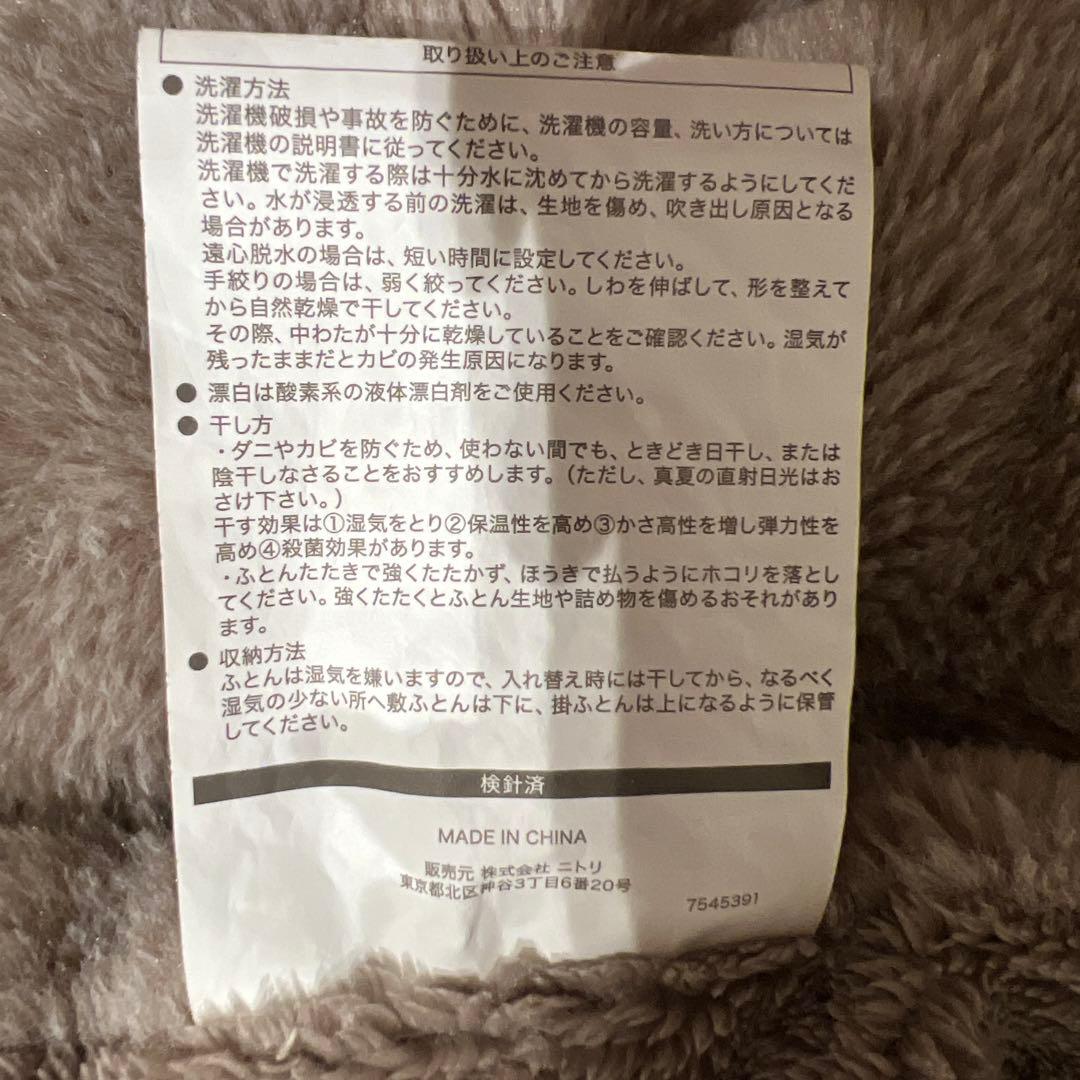 取り扱い上のご注意
● 洗濯方法
洗濯機破損や事故を防ぐために、洗濯機の容量、洗い方については
洗濯機の説明書に従ってください。
洗濯機で洗濯する際は十分水に沈めてから洗濯するようにしてくだ
さい。水が浸透する前の洗濯は、生地を傷め、吹き出し原因となる
場合があります。
遠心脱水の場合は、短い時間に設定してください。
手絞りの場合は、弱く絞ってください。しわを伸ばして、形を整えて
から自然乾燥で干してください。
その際、中わたが十分に乾燥していることをご確認ください。湿気が
残ったままだとカビの発生原因になります。
● 漂白は酸素系の液体漂白剤をご使用ください。
● 干し方
・ダニやカビを防ぐため、使わない間でも、ときどき日干し、または
陰干しなさることをおすすめします。(ただし、真夏の直射日光はお
さけ下さい。)
干す効果は①湿気をとり②保温性を高め③かさ高性を増し弾力性を
高め④殺菌効果があります。
・ふとんたたきで強くたたかず、ほうきで払うようにホコリを落とし
てください。強くたたくとふとん生地や詰め物を傷めるおそれがあり
ます。
● 収納方法
ふとんは湿気を嫌いますので、入れ替え時には干してから、なるべく
湿気の少ない所へ敷ふとんは下に、掛ふとんは上になるように保管
してください。
検針済
MADE IN CHINA
販売元 株式会社 ニトリ
東京都北区神谷3丁目6番20号
7545391